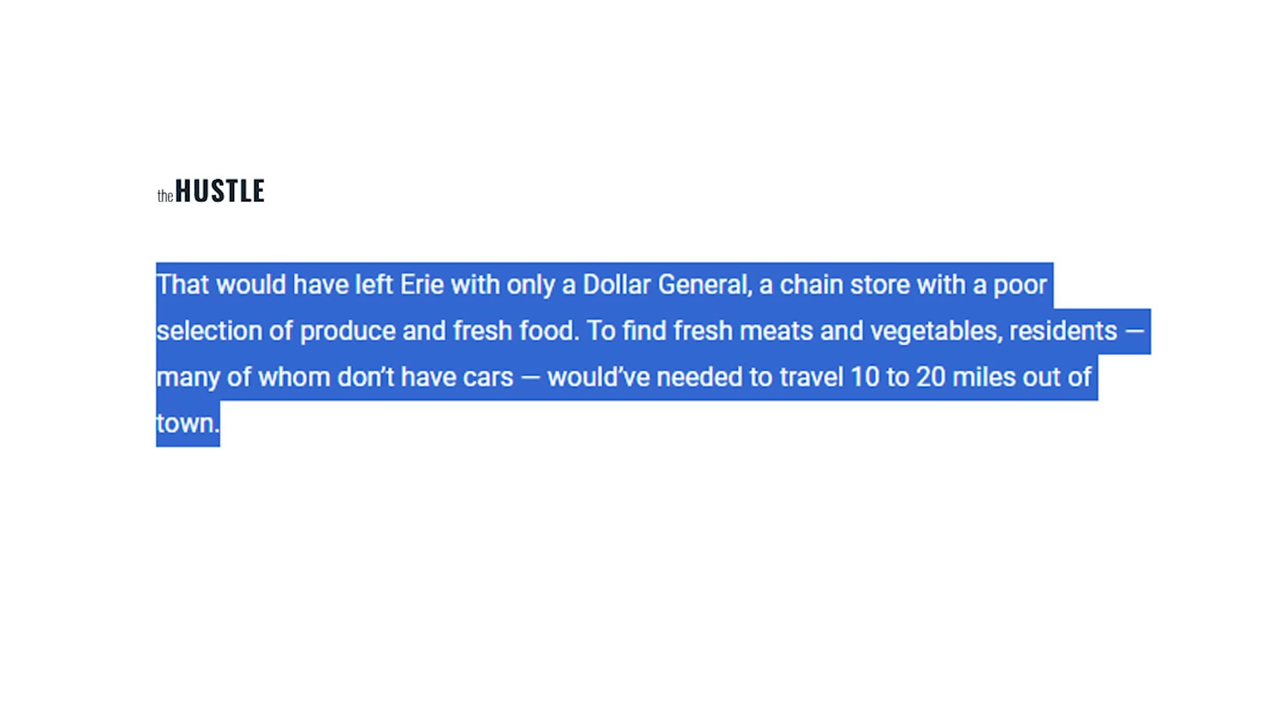 the HUSTLE
That would have left Erie with only a Dollar General, a chain store with a poor
selection of produce and fresh food. To find fresh meats and vegetables, residents —
many of whom don’t have cars — would’ve needed to travel 10 to 20 miles out of
town.